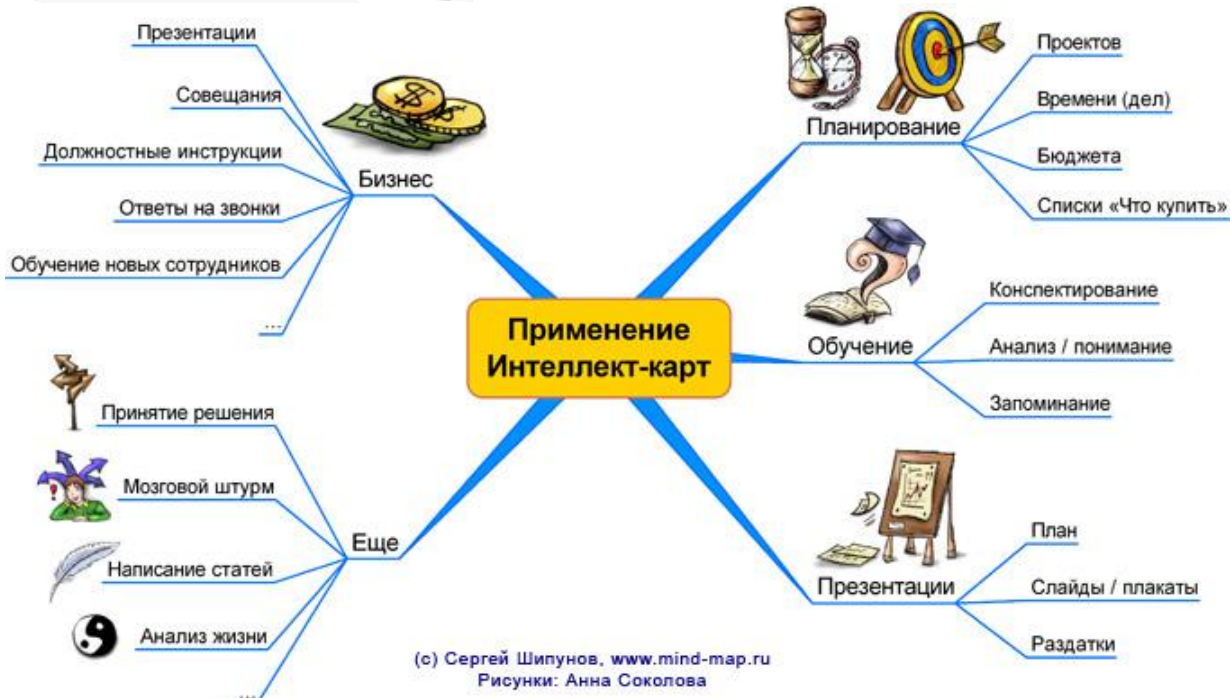 Применение
Интеллект-карт
Планирование
Проектов
Времени (дел)
Бюджета
Списки «Что купить»
Обучение
Конспектирование
Анализ / понимание
Запоминание
Презентации
План
Слайды / плакаты
Раздатки
Бизнес
Презентации
Совещания
Должностные инструкции
Ответы на звонки
Обучение новых сотрудников
...
Еще
Принятие решения
Мозговой штурм
Написание статей
Анализ жизни
...
(с) Сергей Шипунов, www.mind-map.ru
Рисунки: Анна Соколова